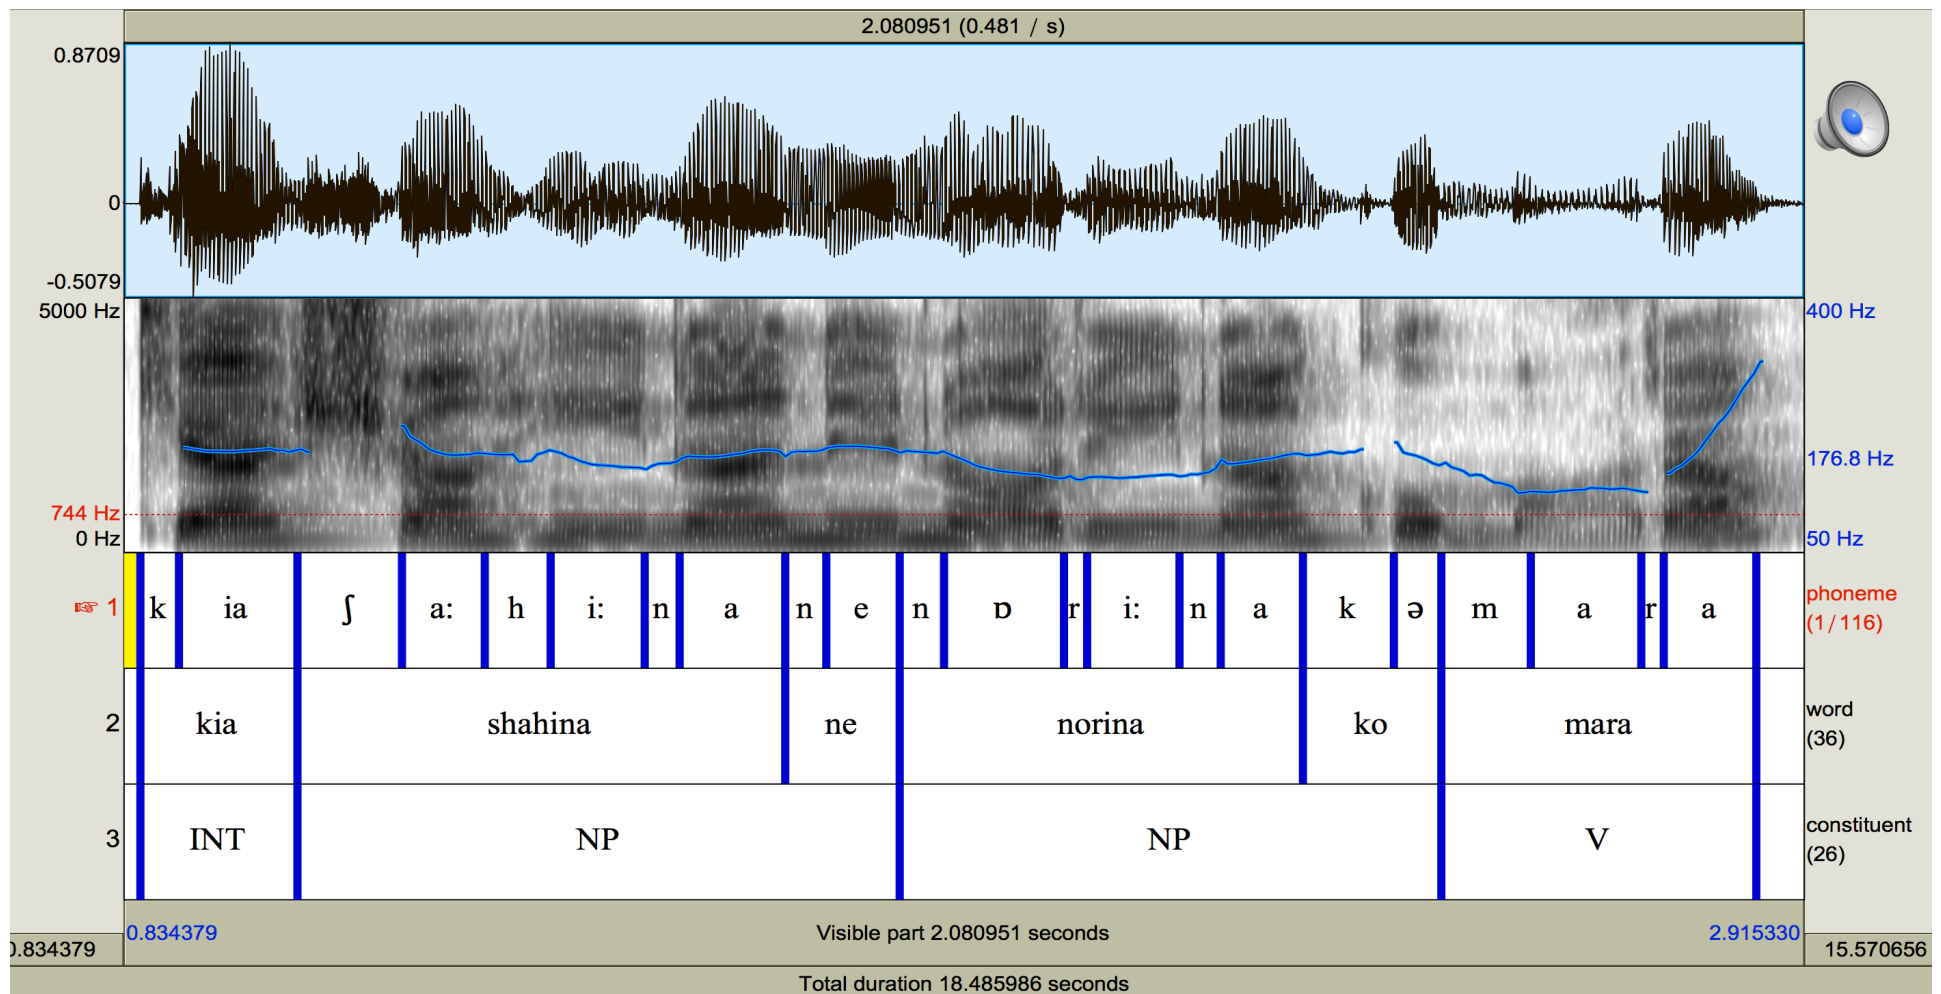 2.080951 (0.481 / s)
0.8709
0
-0.5079
5000 Hz 400 Hz
176.8 Hz
744 Hz
0 Hz 50 Hz
1 k ia ʃ a: h i: n a n e n ɒ r i: n a k ə m a r a phoneme
(1/116)
2 kia shahina ne norina ko mara word
(36)
3 INT NP NP V constituent
(26)
0.834379 Visible part 2.080951 seconds 2.915330
0.834379 15.570656
Total duration 18.485986 seconds